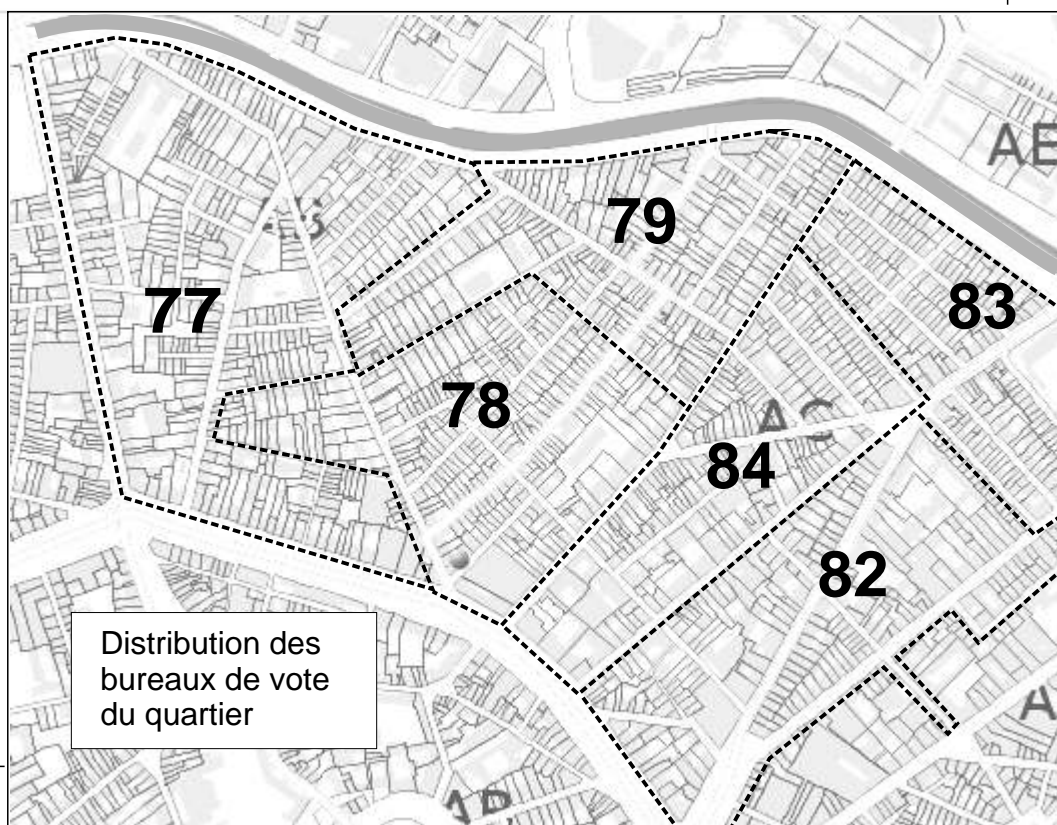 AE
79
77
83
78
AC
84
82
Distribution des
bureaux de vote
du quartier
A